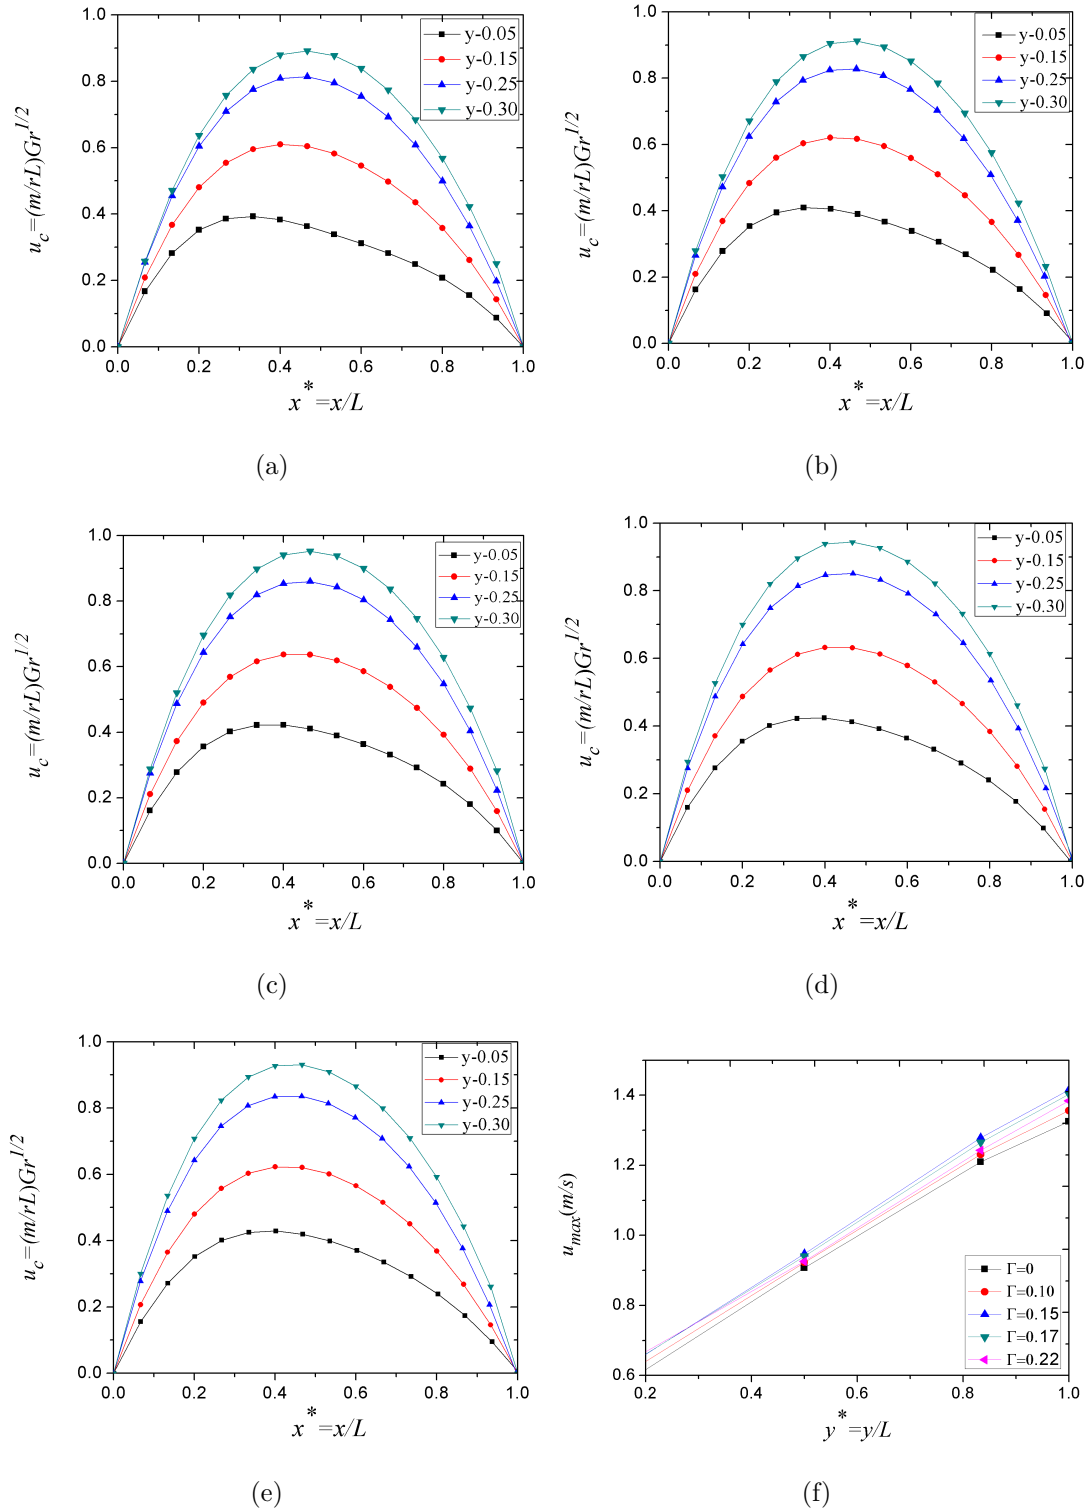 1.0
0.8
0.6
0.4
0.2
0.0
0.0 0.2 0.4 0.6 0.8 1.0
u_c=(m/rL)Gr^{1/2}
x^*=x/L
y-0.05
y-0.15
y-0.25
y-0.30
(a)
1.0
0.8
0.6
0.4
0.2
0.0
0.0 0.2 0.4 0.6 0.8 1.0
u_c=(m/rL)Gr^{1/2}
x^*=x/L
y-0.05
y-0.15
y-0.25
y-0.30
(b)
1.0
0.8
0.6
0.4
0.2
0.0
0.0 0.2 0.4 0.6 0.8 1.0
u_c=(m/rL)Gr^{1/2}
x^*=x/L
y-0.05
y-0.15
y-0.25
y-0.30
(c)
1.0
0.8
0.6
0.4
0.2
0.0
0.0 0.2 0.4 0.6 0.8 1.0
u_c=(m/rL)Gr^{1/2}
x^*=x/L
y-0.05
y-0.15
y-0.25
y-0.30
(d)
1.0
0.8
0.6
0.4
0.2
0.0
0.0 0.2 0.4 0.6 0.8 1.0
u_c=(m/rL)Gr^{1/2}
x^*=x/L
y-0.05
y-0.15
y-0.25
y-0.30
(e)
1.4
1.2
1.0
0.8
0.6
0.2 0.4 0.6 0.8 1.0
u_{max}(m/s)
y^*=y/L
Γ=0
Γ=0.10
Γ=0.15
Γ=0.17
Γ=0.22
(f)